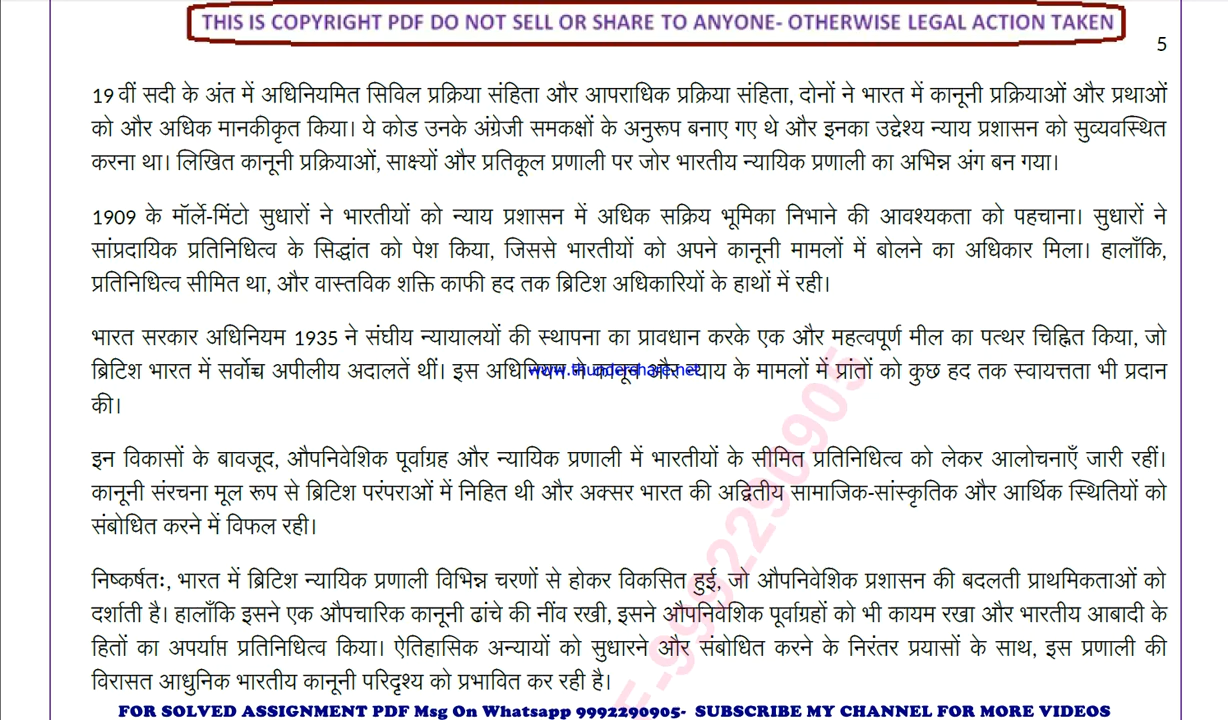 THIS IS COPYRIGHT PDF DO NOT SELL OR SHARE TO ANYONE- OTHERWISE LEGAL ACTION TAKEN
5
19 वीं सदी के अंत में अधिनियमित सिविल प्रक्रिया संहिता और आपराधिक प्रक्रिया संहिता, दोनों ने भारत में कानूनी प्रक्रियाओं और प्रथाओं
को और अधिक मानकीकृत किया। ये कोड उनके अंग्रेजी समकक्षों के अनुरूप बनाए गए थे और इनका उद्देश्य न्याय प्रशासन को सुव्यवस्थित
करना था। लिखित कानूनी प्रक्रियाओं, साक्ष्यों और प्रतिकूल प्रणाली पर जोर भारतीय न्यायिक प्रणाली का अभिन्न अंग बन गया।
1909 के मॉर्ले-मिंटो सुधारों ने भारतीयों को न्याय प्रशासन में अधिक सक्रिय भूमिका निभाने की आवश्यकता को पहचाना। सुधारों ने
सांप्रदायिक प्रतिनिधित्व के सिद्धांत को पेश किया, जिससे भारतीयों को अपने कानूनी मामलों में बोलने का अधिकार मिला। हालाँकि,
प्रतिनिधित्व सीमित था, और वास्तविक शक्ति काफी हद तक ब्रिटिश अधिकारियों के हाथों में रही।
भारत सरकार अधिनियम 1935 ने संघीय न्यायालयों की स्थापना का प्रावधान करके एक और महत्वपूर्ण मील का पत्थर चिह्नित किया, जो
ब्रिटिश भारत में सर्वोच्च अपीलीय अदालतें थीं। इस अधिनियम ने कानून और न्याय के मामलों में प्रांतों को कुछ हद तक स्वायत्तता भी प्रदान
www.thundershare.net
की।
इन विकासों के बावजूद, औपनिवेशिक पूर्वाग्रह और न्यायिक प्रणाली में भारतीयों के सीमित प्रतिनिधित्व को लेकर आलोचनाएँ जारी रहीं।
कानूनी संरचना मूल रूप से ब्रिटिश परंपराओं में निहित थी और अक्सर भारत की अद्वितीय सामाजिक-सांस्कृतिक और आर्थिक स्थितियों को
संबोधित करने में विफल रही।
निष्कर्षतः, भारत में ब्रिटिश न्यायिक प्रणाली विभिन्न चरणों से होकर विकसित हुई, जो औपनिवेशिक प्रशासन की बदलती प्राथमिकताओं को
दर्शाती है। हालाँकि इसने एक औपचारिक कानूनी ढांचे की नींव रखी, इसने औपनिवेशिक पूर्वाग्रहों को भी कायम रखा और भारतीय आबादी के
हितों का अपर्याप्त प्रतिनिधित्व किया। ऐतिहासिक अन्यायों को सुधारने और संबोधित करने के निरंतर प्रयासों के साथ, इस प्रणाली की
विरासत आधुनिक भारतीय कानूनी परिदृश्य को प्रभावित कर रही है।
E-9992290905
FOR SOLVED ASSIGNMENT PDF Msg On Whatsapp 9992290905- SUBSCRIBE MY CHANNEL FOR MORE VIDEOS